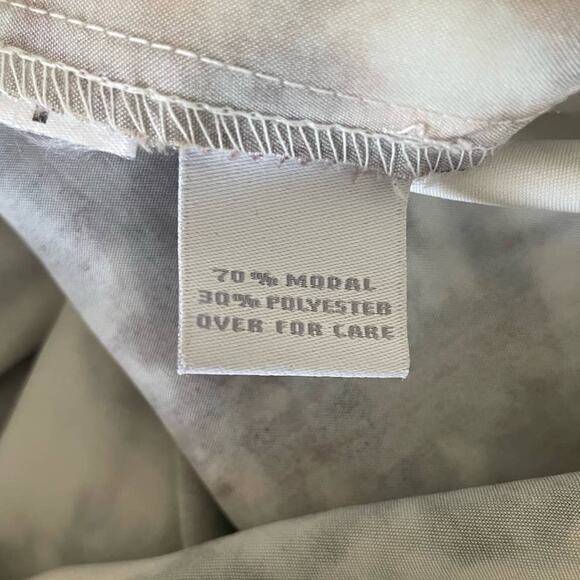 70% MODAL
30% POLYESTER
OVER FOR CARE